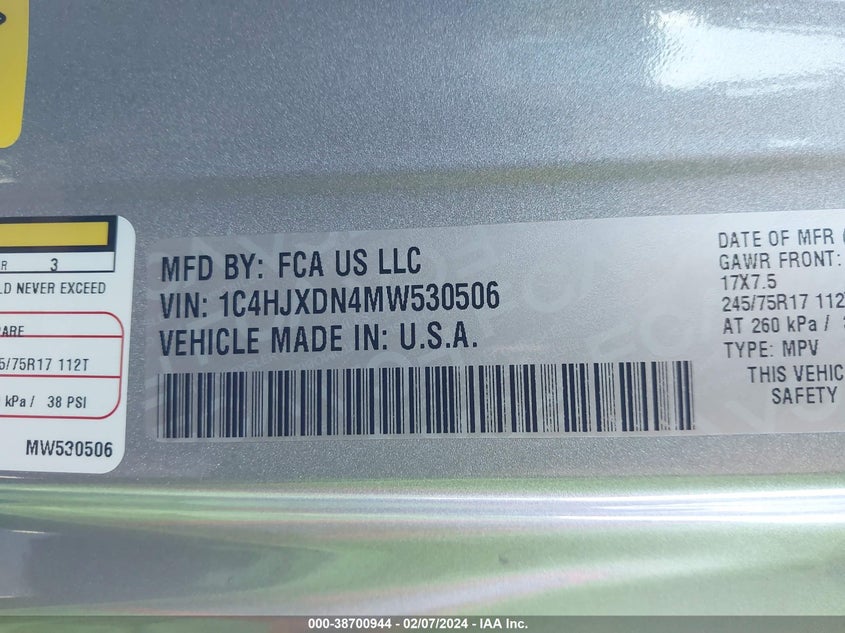 R 3
LD NEVER EXCEED
PARE
5/75R17 112T
kPa / 38 PSI
MW530506
MFD BY: FCA US LLC
VIN: 1C4HJXDN4MW530506
VEHICLE MADE IN: U.S.A.
DATE OF MFR
GAWR FRONT:
17X7.5
245/75R17 112
AT 260 kPa /
TYPE: MPV
THIS VEHIC
SAFETY
000-38700944 - 02/07/2024 - IAA Inc.